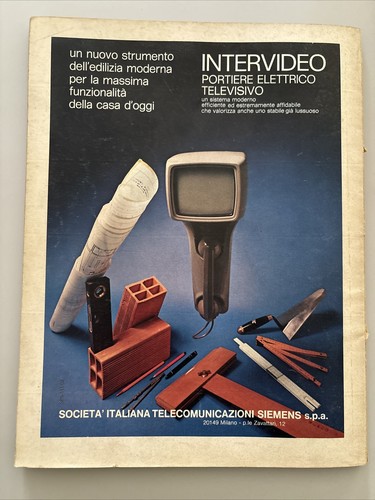 un nuovo strumento
dell'edilizia moderna
per la massima
funzionalità
della casa d'oggi
INTERVIDEO
PORTIERE ELETTRICO
TELEVISIVO
un sistema moderno
efficiente ed estremamente affidabile
che valorizza anche uno stabile già lussuoso
SOCIETA' ITALIANA TELECOMUNICAZIONI SIEMENS s.p.a.
20149 Milano - p.le Zavattari, 12